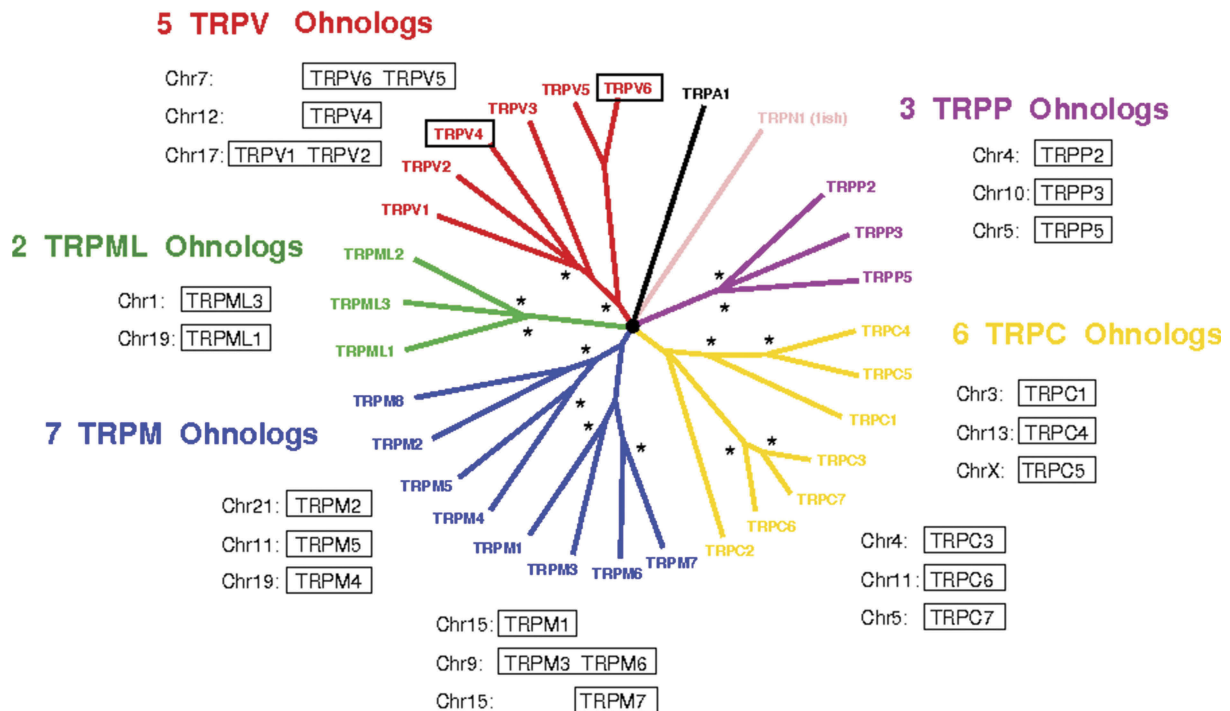 5 TRPV Ohnologs
Chr7: TRPV6 TRPV5
Chr12: TRPV4
Chr17: TRPV1 TRPV2
2 TRPML Ohnologs
Chr1: TRPML3
Chr19: TRPML1
7 TRPM Ohnologs
Chr21: TRPM2
Chr11: TRPM5
Chr19: TRPM4
Chr15: TRPM1
Chr9: TRPM3 TRPM6
Chr15: TRPM7
3 TRPP Ohnologs
Chr4: TRPP2
Chr10: TRPP3
Chr5: TRPP5
6 TRPC Ohnologs
Chr3: TRPC1
Chr13: TRPC4
ChrX: TRPC5
Chr4: TRPC3
Chr11: TRPC6
Chr5: TRPC7
TRPV1
TRPV2
TRPV4
TRPV3
TRPV5
TRPV6
TRPA1
TRPN1 (fish)
TRPP2
TRPP3
TRPP5
TRPC4
TRPC5
TRPC1
TRPC3
TRPC7
TRPC6
TRPC2
TRPM7
TRPM6
TRPM3
TRPM1
TRPM4
TRPM5
TRPM2
TRPM8
TRPML1
TRPML3
TRPML2